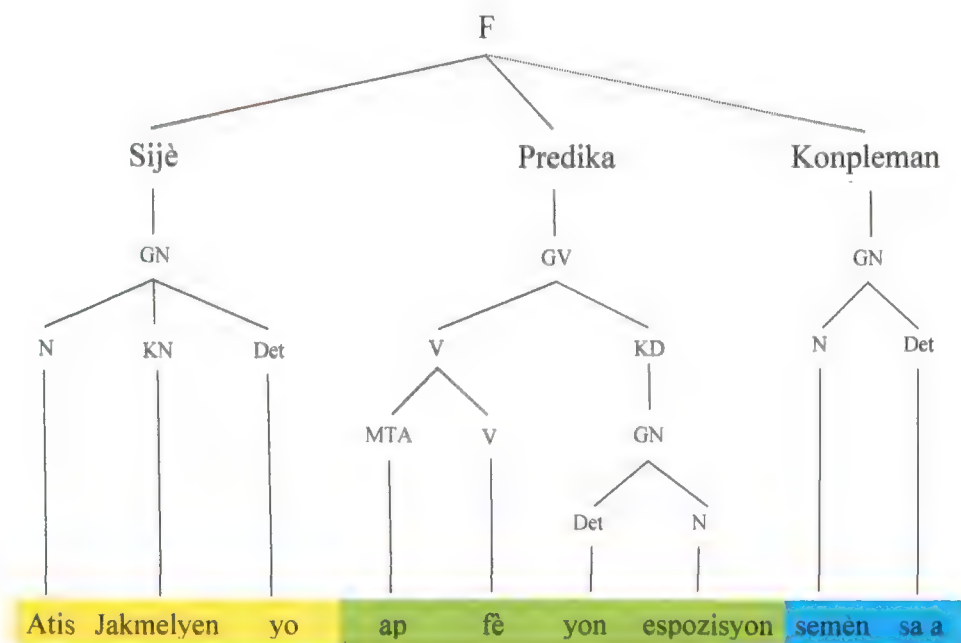 F
Sijè Predika Konpleman
GN GV GN
N KN Det V KD N Det
MTA V GN
Det N
Atis Jakmelyen yo ap fè yon espozisyon semèn sa a